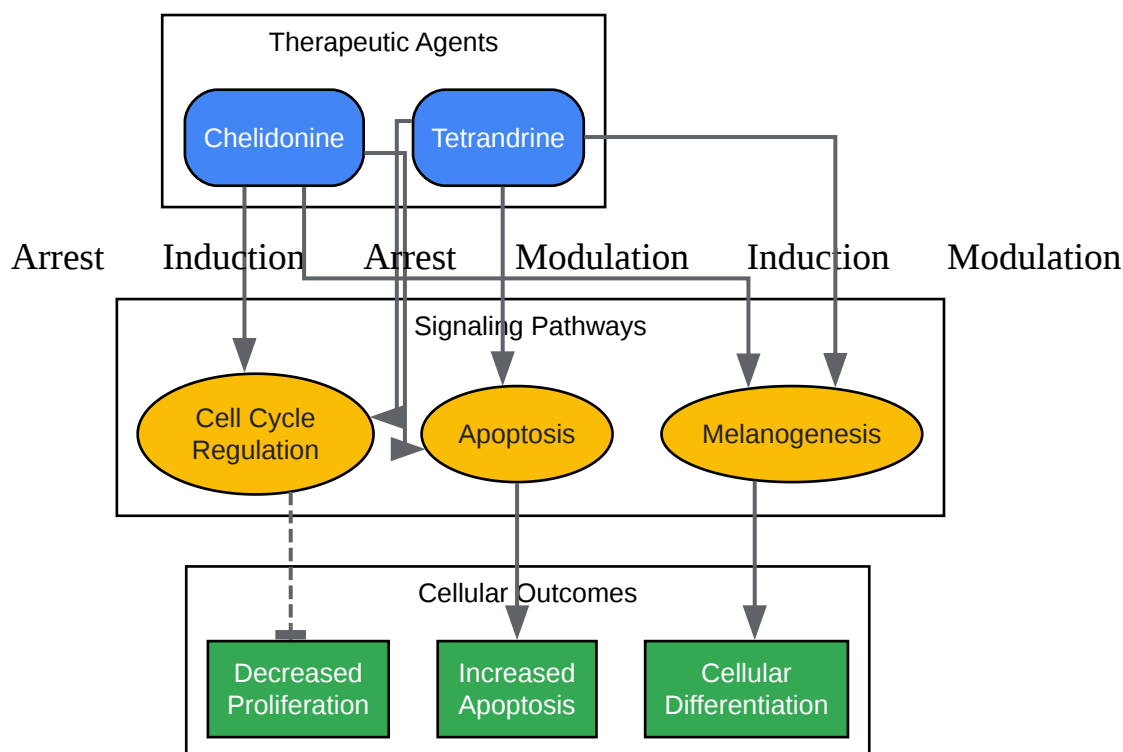 Therapeutic Agents
Chelidonine
Tetrandrine
Arrest
Induction
Arrest
Modulation
Induction
Modulation
Signaling Pathways
Cell Cycle
Regulation
Apoptosis
Melanogenesis
Cellular Outcomes
Decreased
Proliferation
Increased
Apoptosis
Cellular
Differentiation